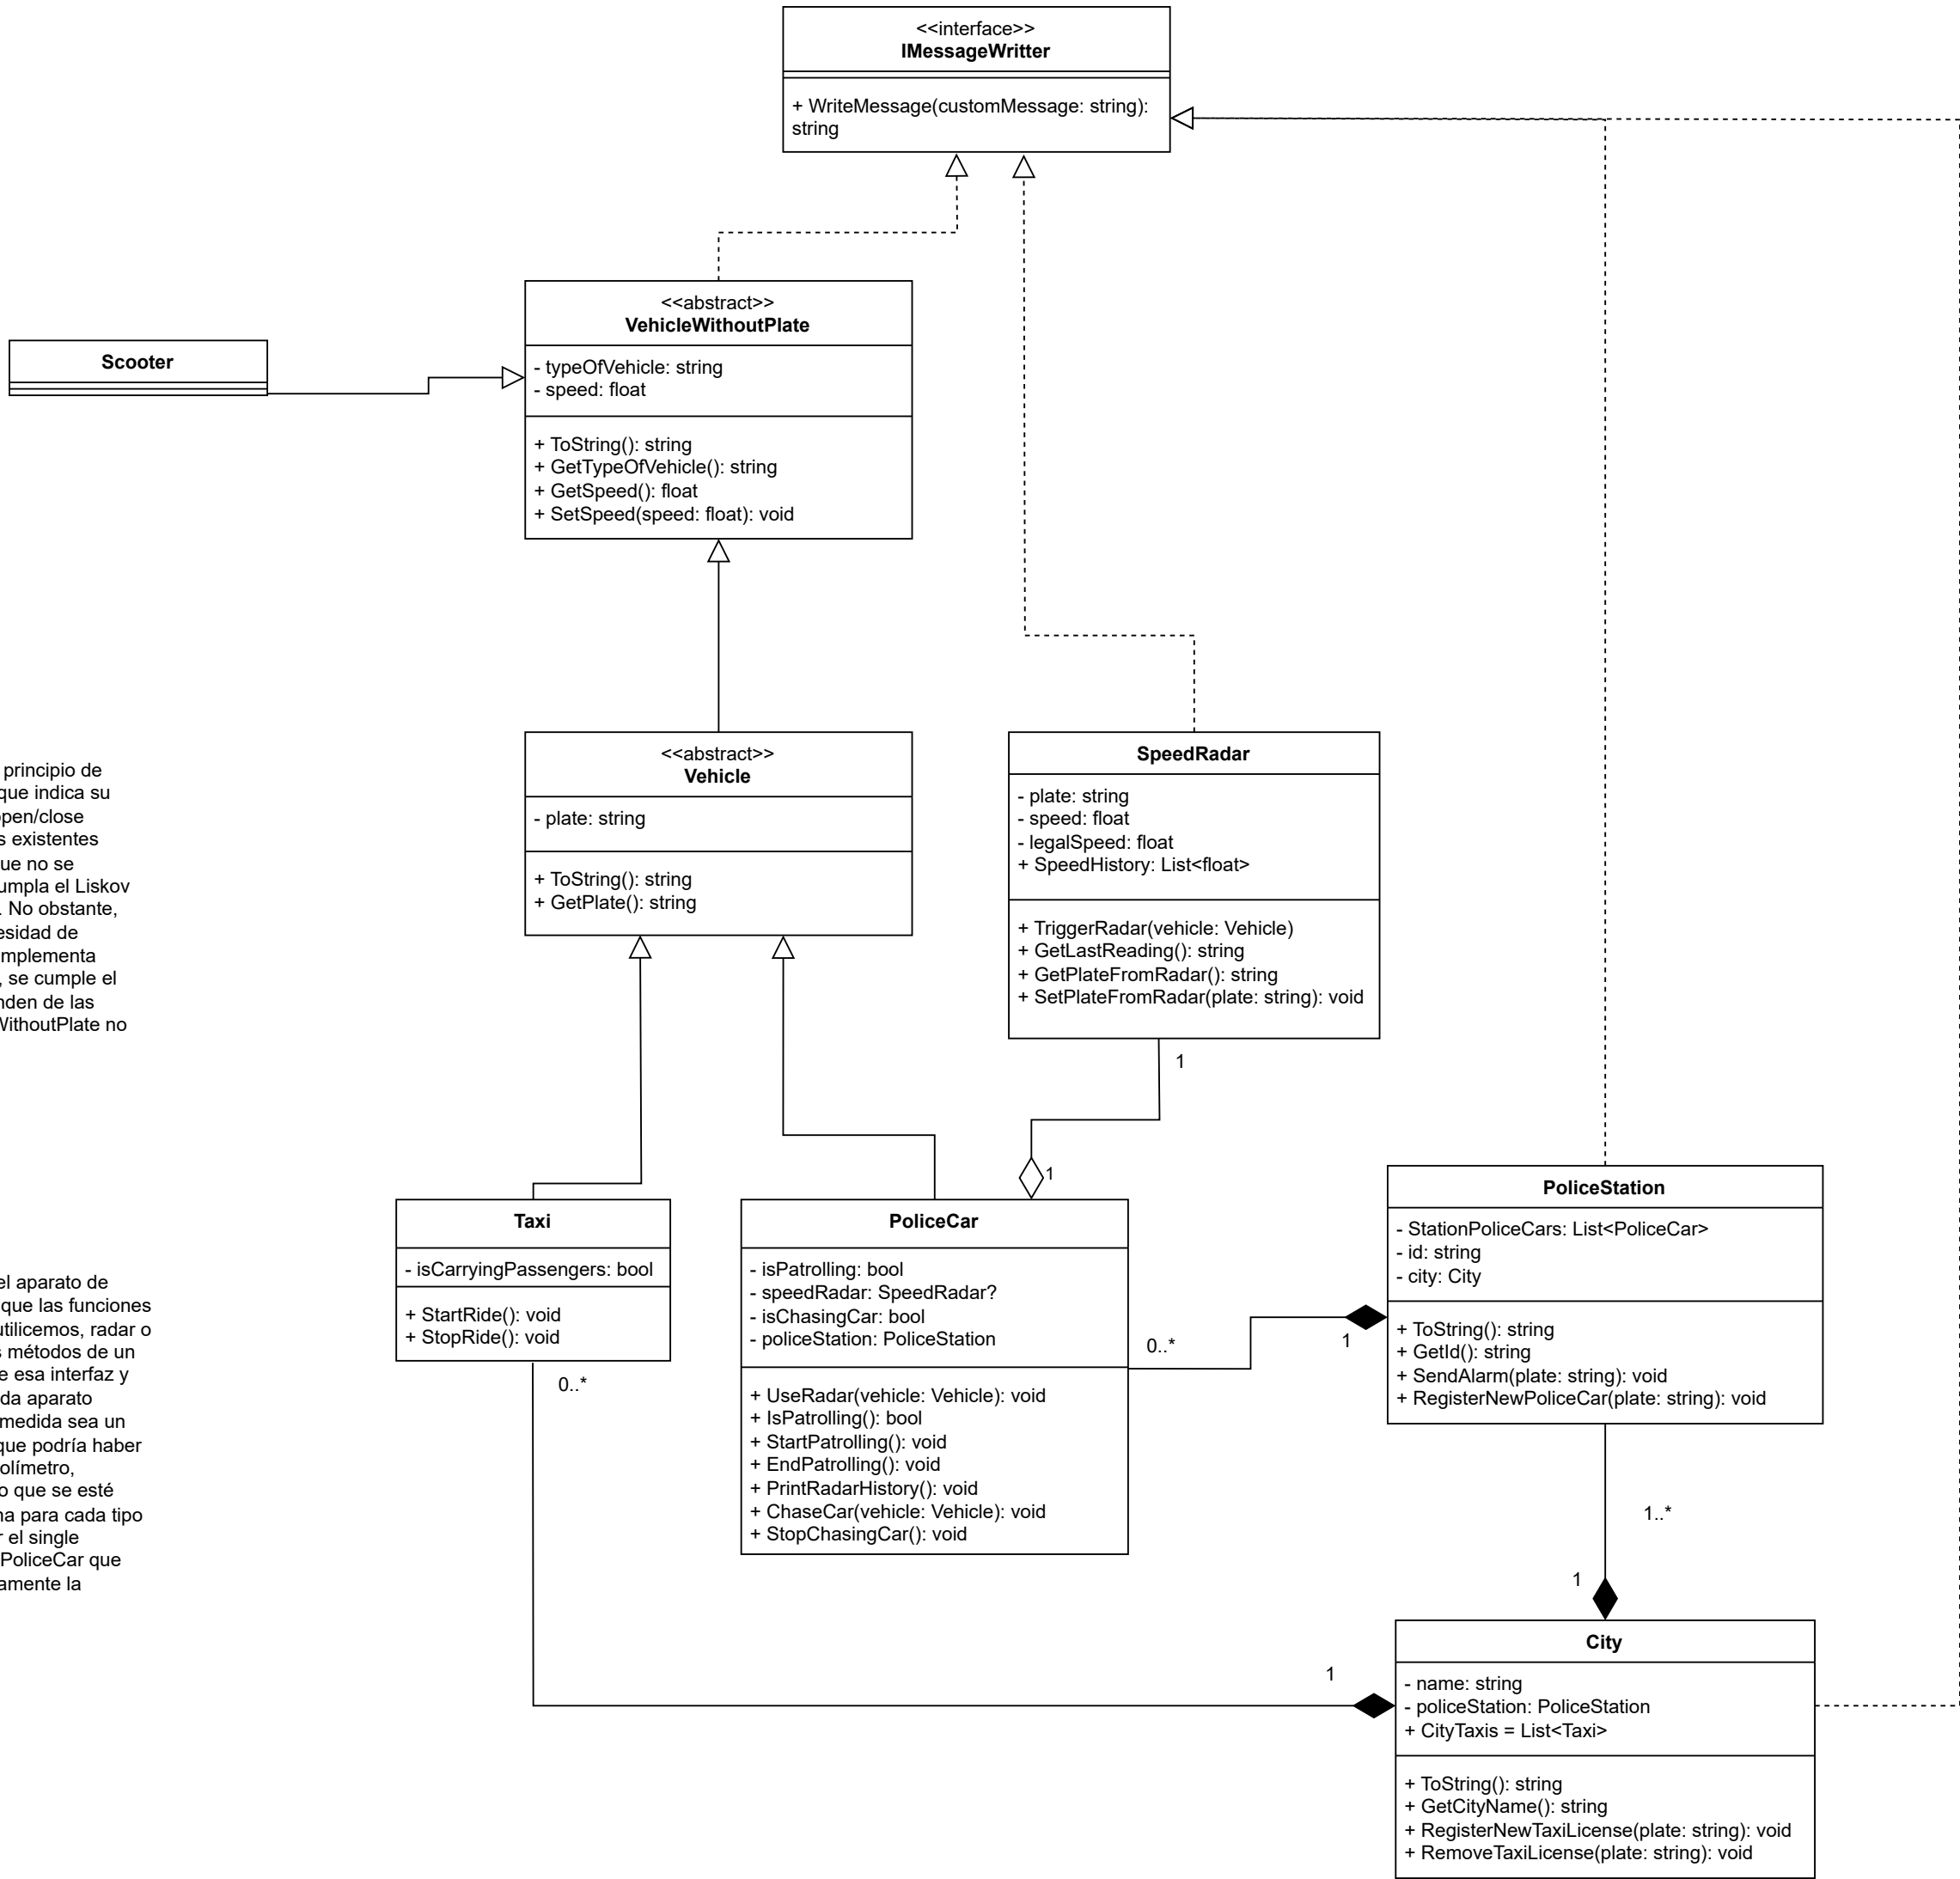 <<interface>>
IMessageWritter
+ WriteMessage(customMessage: string):
string
<<abstract>>
VehicleWithoutPlate
- typeOfVehicle: string
- speed: float
+ ToString(): string
+ GetTypeOfVehicle(): string
+ GetSpeed(): float
+ SetSpeed(speed: float): void
Scooter
principio de
que indica su
open/close
s existentes
ue no se
umpla el Liskov
. No obstante,
esidad de
mplementa
, se cumple el
nden de las
WithoutPlate no
<<abstract>>
Vehicle
- plate: string
+ ToString(): string
+ GetPlate(): string
SpeedRadar
- plate: string
- speed: float
- legalSpeed: float
+ SpeedHistory: List<float>
+ TriggerRadar(vehicle: Vehicle)
+ GetLastReading(): string
+ GetPlateFromRadar(): string
+ SetPlateFromRadar(plate: string): void
1
1
el aparato de
que las funciones
utilicemos, radar o
s métodos de un
e esa interfaz y
da aparato
medida sea un
que podría haber
olímetro,
o que se esté
na para cada tipo
r el single
PoliceCar que
amente la
Taxi
- isCarryingPassengers: bool
+ StartRide(): void
+ StopRide(): void
0..*
PoliceCar
- isPatrolling: bool
- speedRadar: SpeedRadar?
- isChasingCar: bool
- policeStation: PoliceStation
+ UseRadar(vehicle: Vehicle): void
+ IsPatrolling(): bool
+ StartPatrolling(): void
+ EndPatrolling(): void
+ PrintRadarHistory(): void
+ ChaseCar(vehicle: Vehicle): void
+ StopChasingCar(): void
0..*
1
PoliceStation
- StationPoliceCars: List<PoliceCar>
- id: string
- city: City
+ ToString(): string
+ GetId(): string
+ SendAlarm(plate: string): void
+ RegisterNewPoliceCar(plate: string): void
1..*
1
1
City
- name: string
- policeStation: PoliceStation
+ CityTaxis = List<Taxi>
+ ToString(): string
+ GetCityName(): string
+ RegisterNewTaxiLicense(plate: string): void
+ RemoveTaxiLicense(plate: string): void